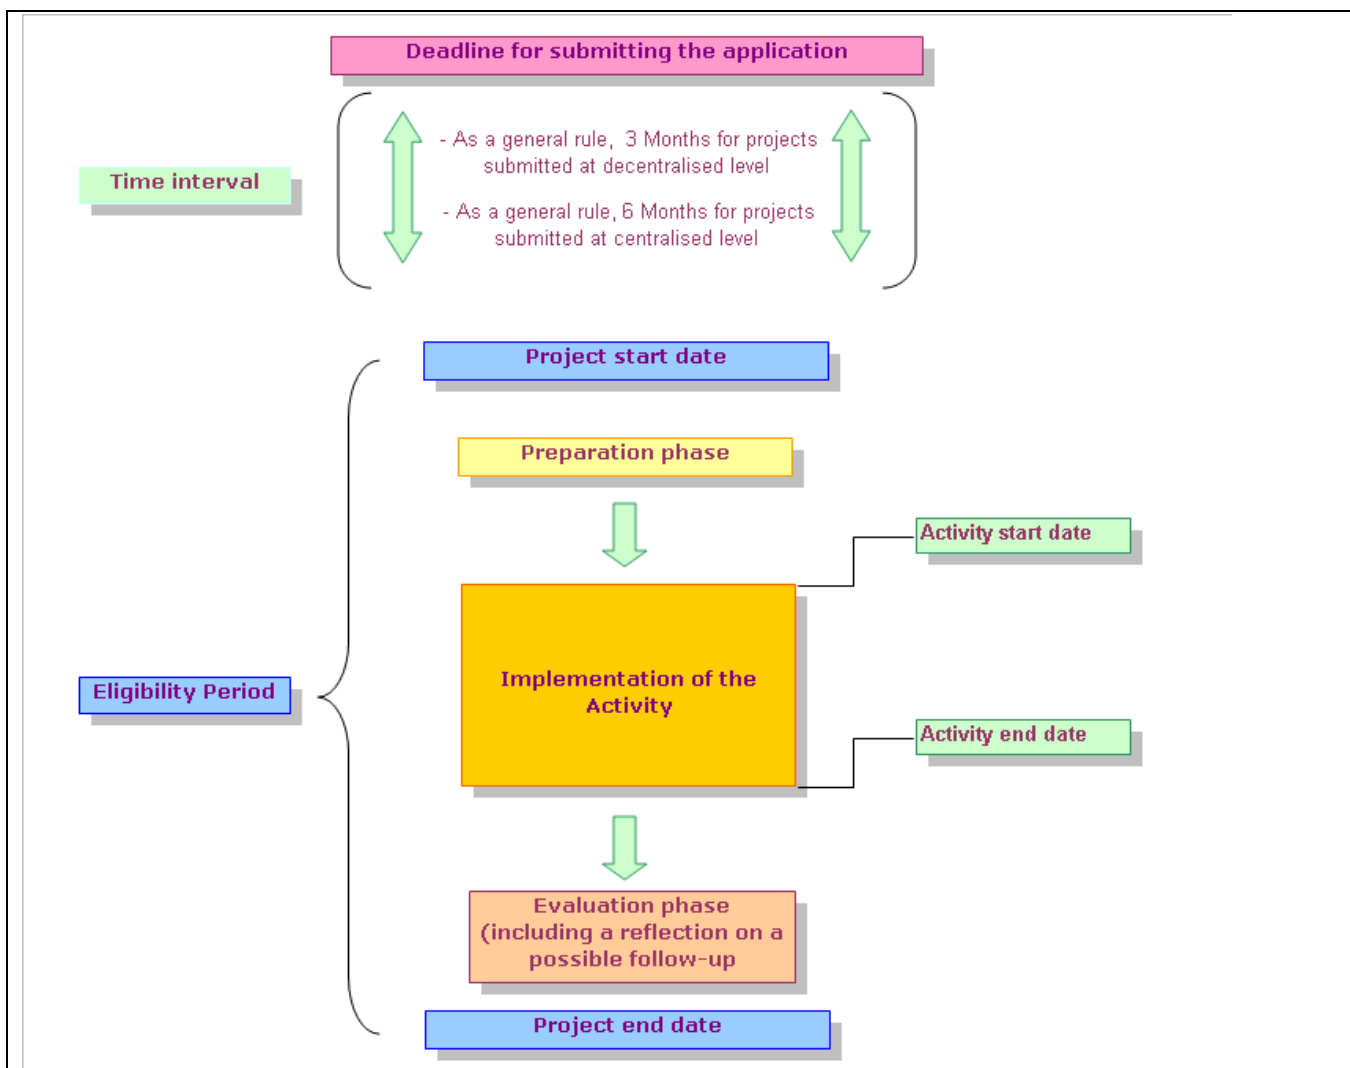 Deadline for submitting the application
- As a general rule, 3 Months for projects
submitted at decentralised level
Time interval
- As a general rule, 6 Months for projects
submitted at centralised level
Project start date
Preparation phase
Activity start date
Implementation of the
Activity
Eligibility Period
Activity end date
Evaluation phase
(including a reflection on a
possible follow-up
Project end date